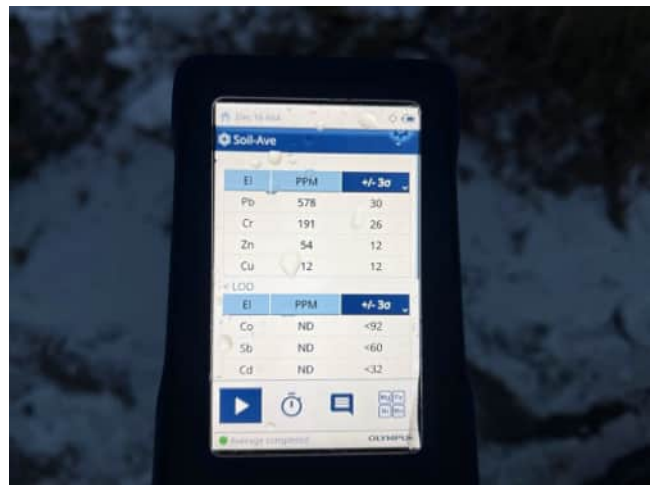 Soil-Ave
El PPM +/- 3σ
Pb 578 30
Cr 191 26
Zn 54 12
Cu 12 12
< LOD
El PPM +/- 3σ
Co ND <92
Sb ND <60
Cd ND <32
Average completed OLYMPUS